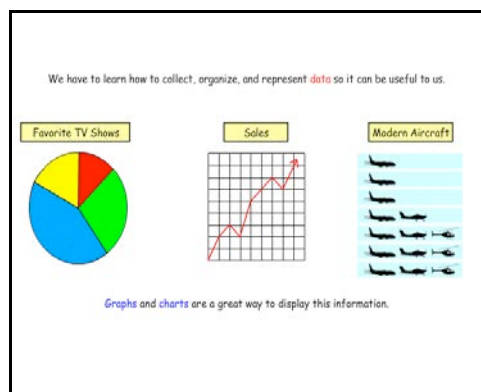 We have to learn how to collect, organize, and represent data so it can be useful to us.
Favorite TV Shows
Sales
Modern Aircraft
Graphs and charts are a great way to display this information.